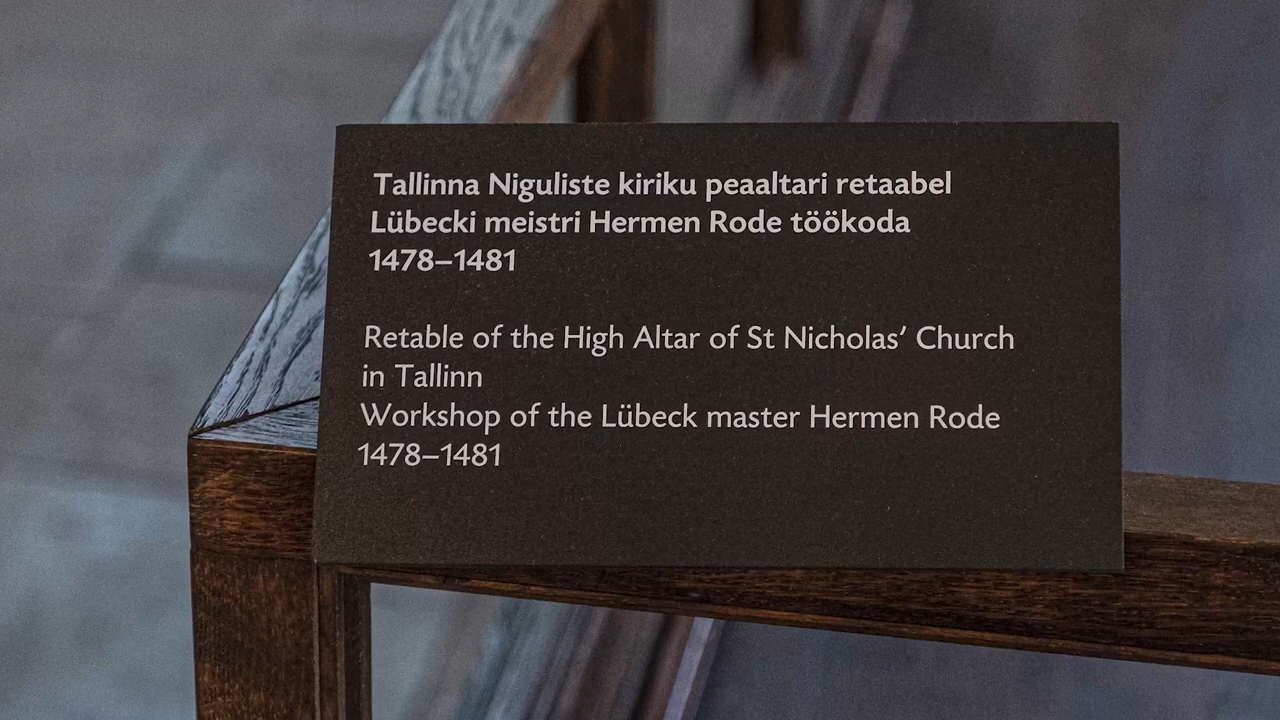 Tallinna Niguliste kiriku peaaltari retaabel
Lübecki meistri Hermen Rode töökoda
1478–1481
Retable of the High Altar of St Nicholas’ Church
in Tallinn
Workshop of the Lübeck master Hermen Rode
1478–1481